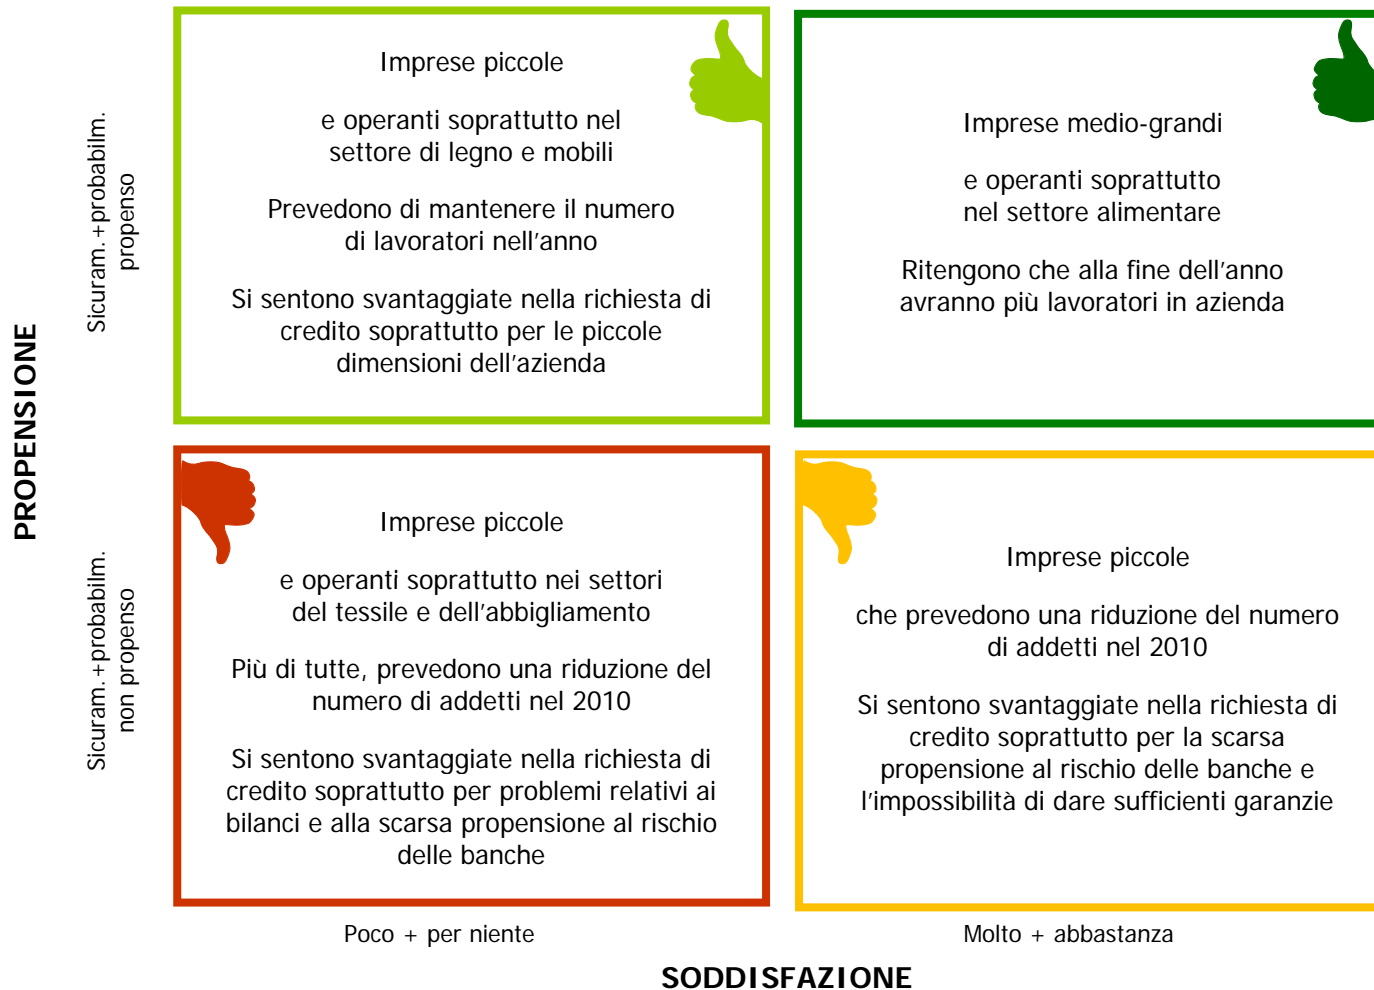 PROPENSIONE
Sicuram.+probabilm.
propenso
Imprese piccole
e operanti soprattutto nel
settore di legno e mobili
Prevedono di mantenere il numero
di lavoratori nell’anno
Si sentono svantaggiate nella richiesta di
credito soprattutto per le piccole
dimensioni dell’azienda
Imprese medio-grandi
e operanti soprattutto
nel settore alimentare
Ritengono che alla fine dell’anno
avranno più lavoratori in azienda
Sicuram.+probabilm.
non propenso
Imprese piccole
e operanti soprattutto nei settori
del tessile e dell’abbigliamento
Più di tutte, prevedono una riduzione del
numero di addetti nel 2010
Si sentono svantaggiate nella richiesta di
credito soprattutto per problemi relativi ai
bilanci e alla scarsa propensione al rischio
delle banche
Imprese piccole
che prevedono una riduzione del numero
di addetti nel 2010
Si sentono svantaggiate nella richiesta di
credito soprattutto per la scarsa
propensione al rischio delle banche e
l’impossibilità di dare sufficienti garanzie
Poco + per niente
Molto + abbastanza
SODDISFAZIONE